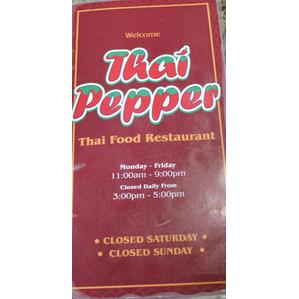 Welcome
Thai
Pepper
Thai Food Restaurant
Monday - Friday
11:00am - 9:00pm
Closed Daily From
3:00pm - 5:00pm
• CLOSED SATURDAY •
• CLOSED SUNDAY •